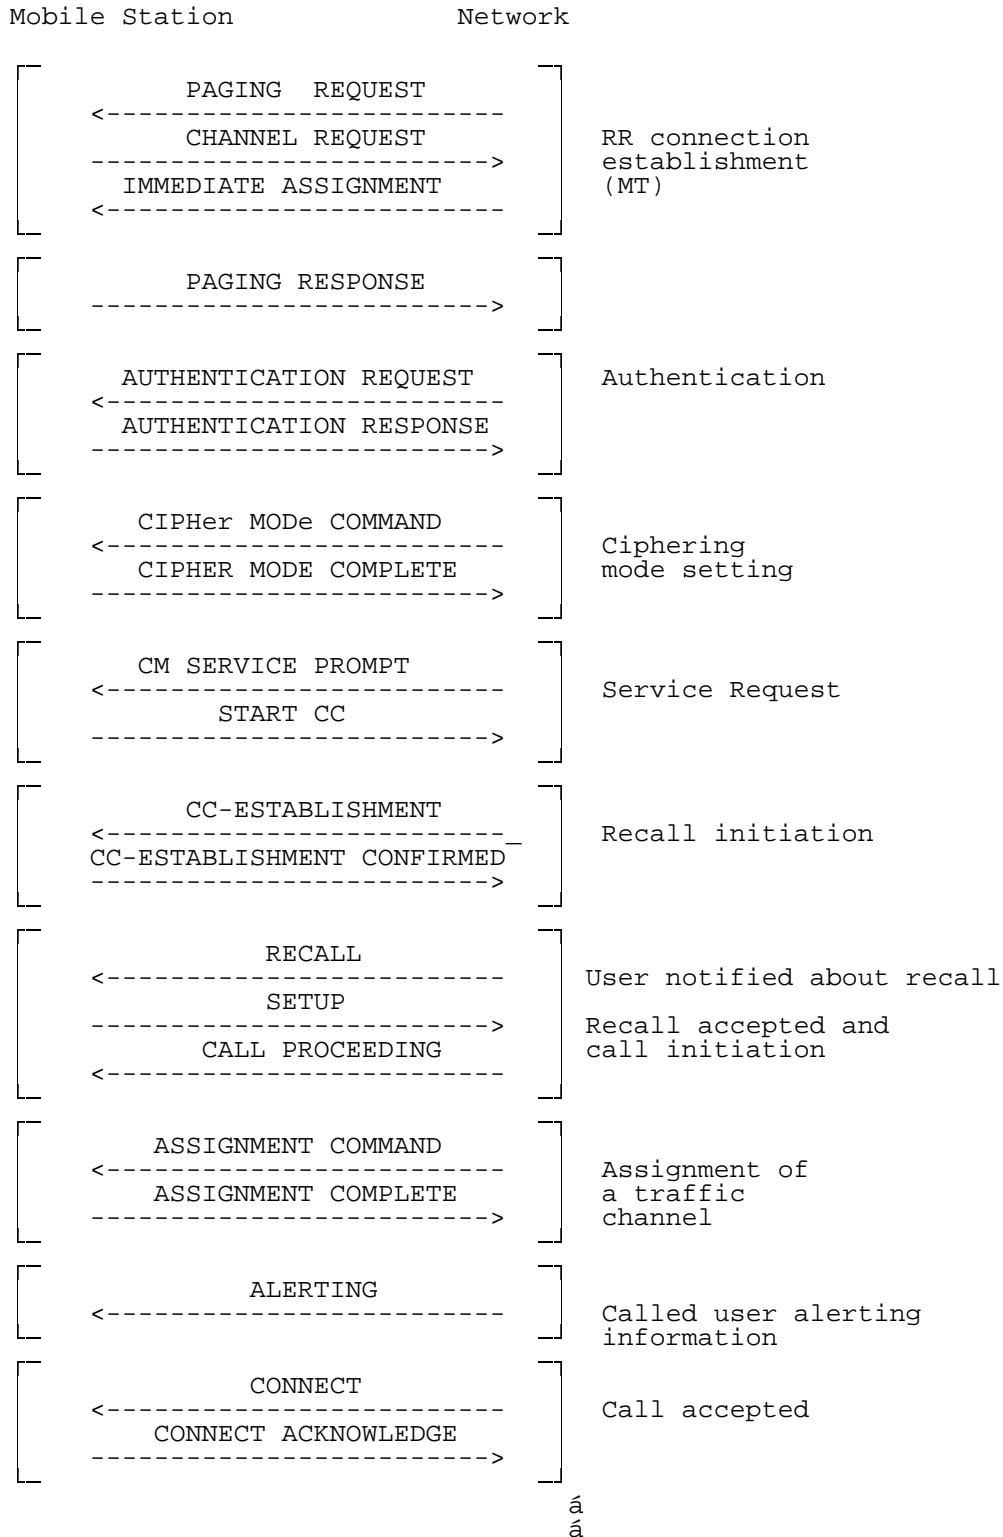 Mobile Station Network
PAGING REQUEST
<-------------------------
CHANNEL REQUEST RR connection
-------------------------> establishment
IMMEDIATE ASSIGNMENT (MT)
<-------------------------
PAGING RESPONSE
------------------------->
AUTHENTICATION REQUEST Authentication
<-------------------------
AUTHENTICATION RESPONSE
------------------------->
CIPHer MODe COMMAND
<------------------------- Ciphering
CIPHER MODE COMPLETE mode setting
------------------------->
CM SERVICE PROMPT
<------------------------- Service Request
START CC
------------------------->
CC-ESTABLISHMENT
<-------------------------_ Recall initiation
CC-ESTABLISHMENT CONFIRMED
------------------------->
RECALL
<------------------------- User notified about recall
SETUP
-------------------------> Recall accepted and
CALL PROCEEDING call initiation
<-------------------------
ASSIGNMENT COMMAND
<------------------------- Assignment of
ASSIGNMENT COMPLETE a traffic
-------------------------> channel
ALERTING
<------------------------- Called user alerting
information
CONNECT
<------------------------- Call accepted
CONNECT ACKNOWLEDGE
------------------------->
á
á